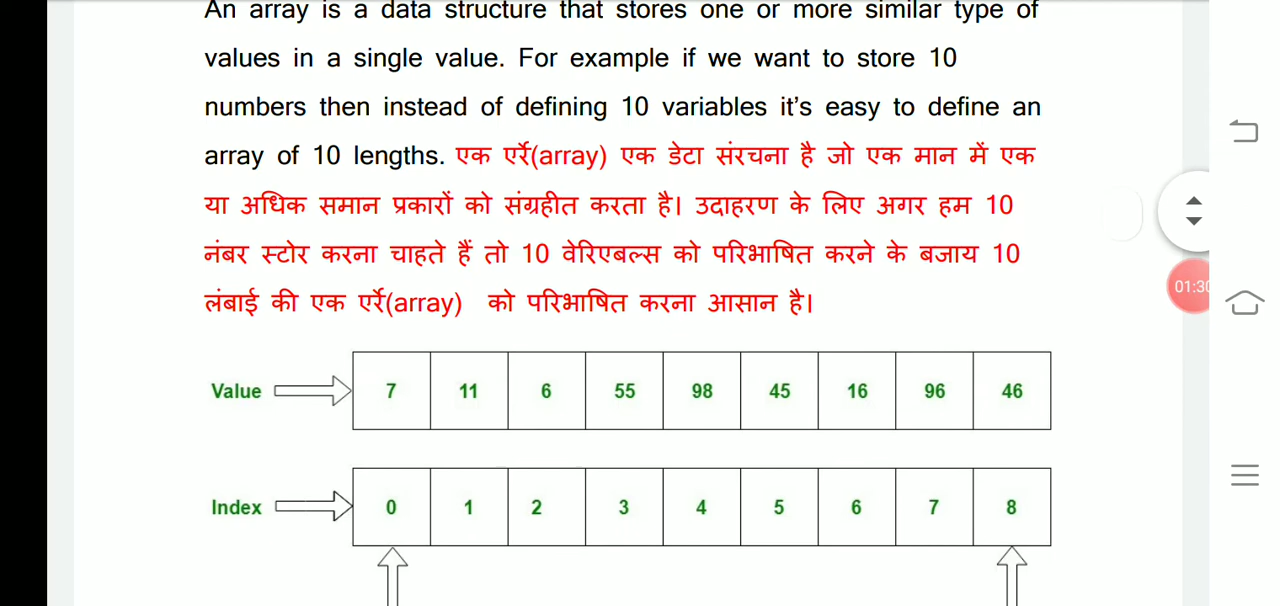 An array is a data structure that stores one or more similar type of
values in a single value. For example if we want to store 10
numbers then instead of defining 10 variables it's easy to define an
array of 10 lengths. एक एर्रे(array) एक डेटा संरचना है जो एक मान में एक
या अधिक समान प्रकारों को संग्रहीत करता है। उदाहरण के लिए अगर हम 10
नंबर स्टोर करना चाहते हैं तो 10 वेरिएबल्स को परिभाषित करने के बजाय 10
लंबाई की एक एर्रे(array) को परिभाषित करना आसान है।
Value 7 11 6 55 98 45 16 96 46
Index 0 1 2 3 4 5 6 7 8